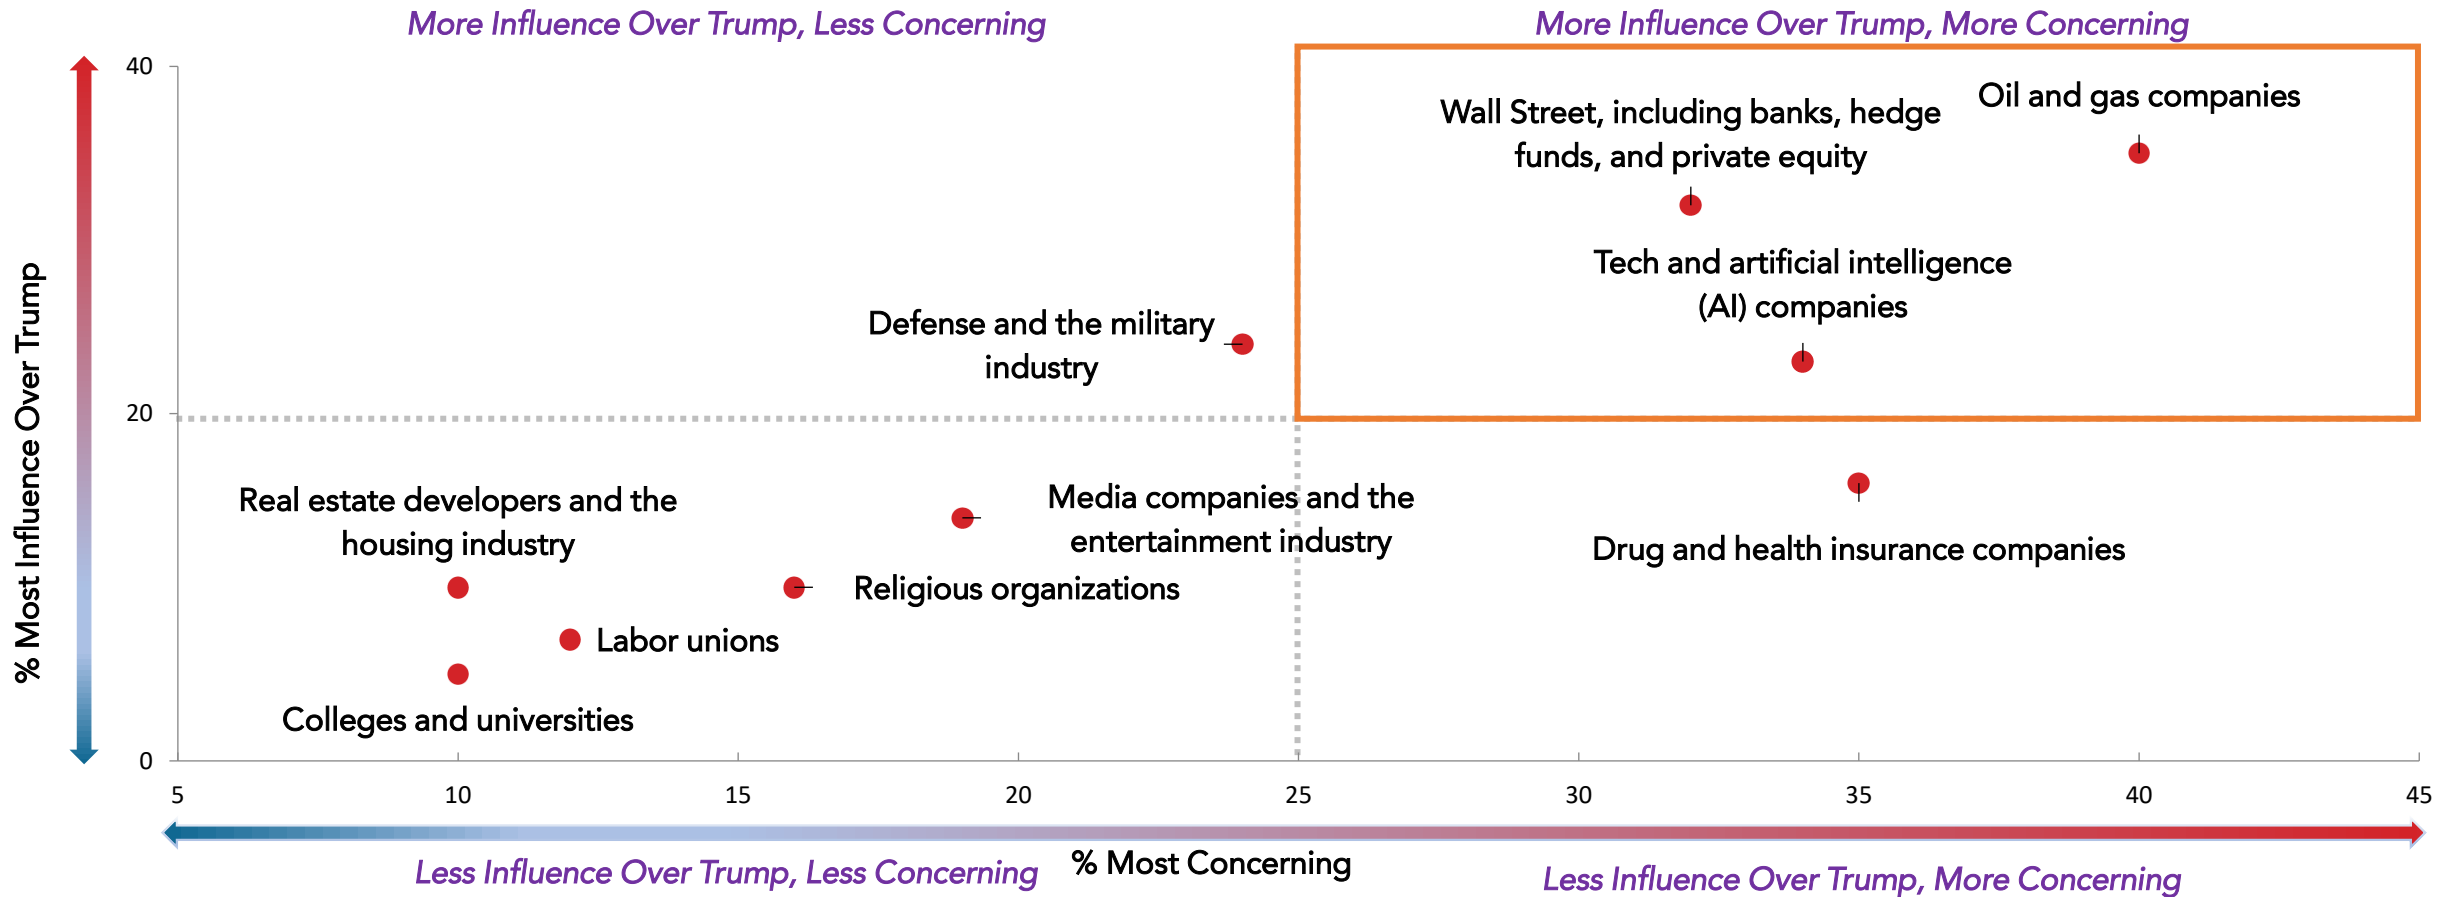 More Influence Over Trump, Less Concerning
More Influence Over Trump, More Concerning
40
Oil and gas companies
Wall Street, including banks, hedge
funds, and private equity
Tech and artificial intelligence
(AI) companies
Defense and the military
industry
% Most Influence Over Trump
20
Real estate developers and the
housing industry
Media companies and the
entertainment industry
Drug and health insurance companies
Religious organizations
Labor unions
Colleges and universities
0
5
10
15
20
25
30
35
40
45
% Most Concerning
Less Influence Over Trump, Less Concerning
Less Influence Over Trump, More Concerning